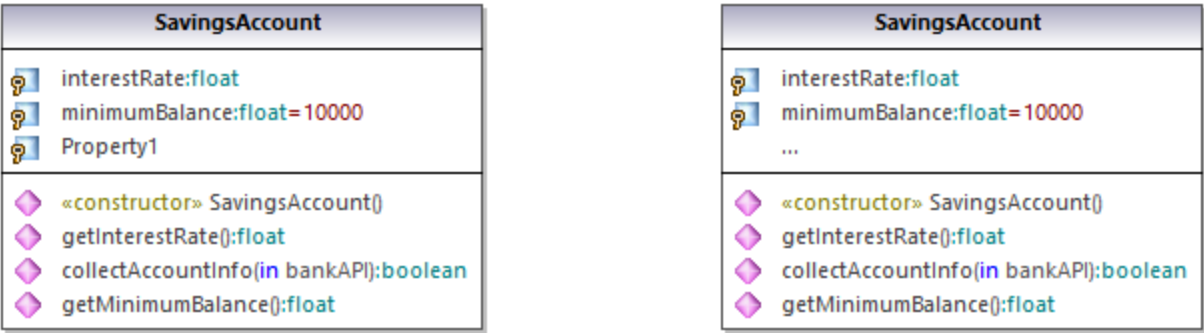 SavingsAccount
interestRate:float
minimumBalance:float=10000
Property1
«constructor» SavingsAccount()
getInterestRate():float
collectAccountInfo(in bankAPI):boolean
getMinimumBalance():float
SavingsAccount
interestRate:float
minimumBalance:float=10000
...
«constructor» SavingsAccount()
getInterestRate():float
collectAccountInfo(in bankAPI):boolean
getMinimumBalance():float